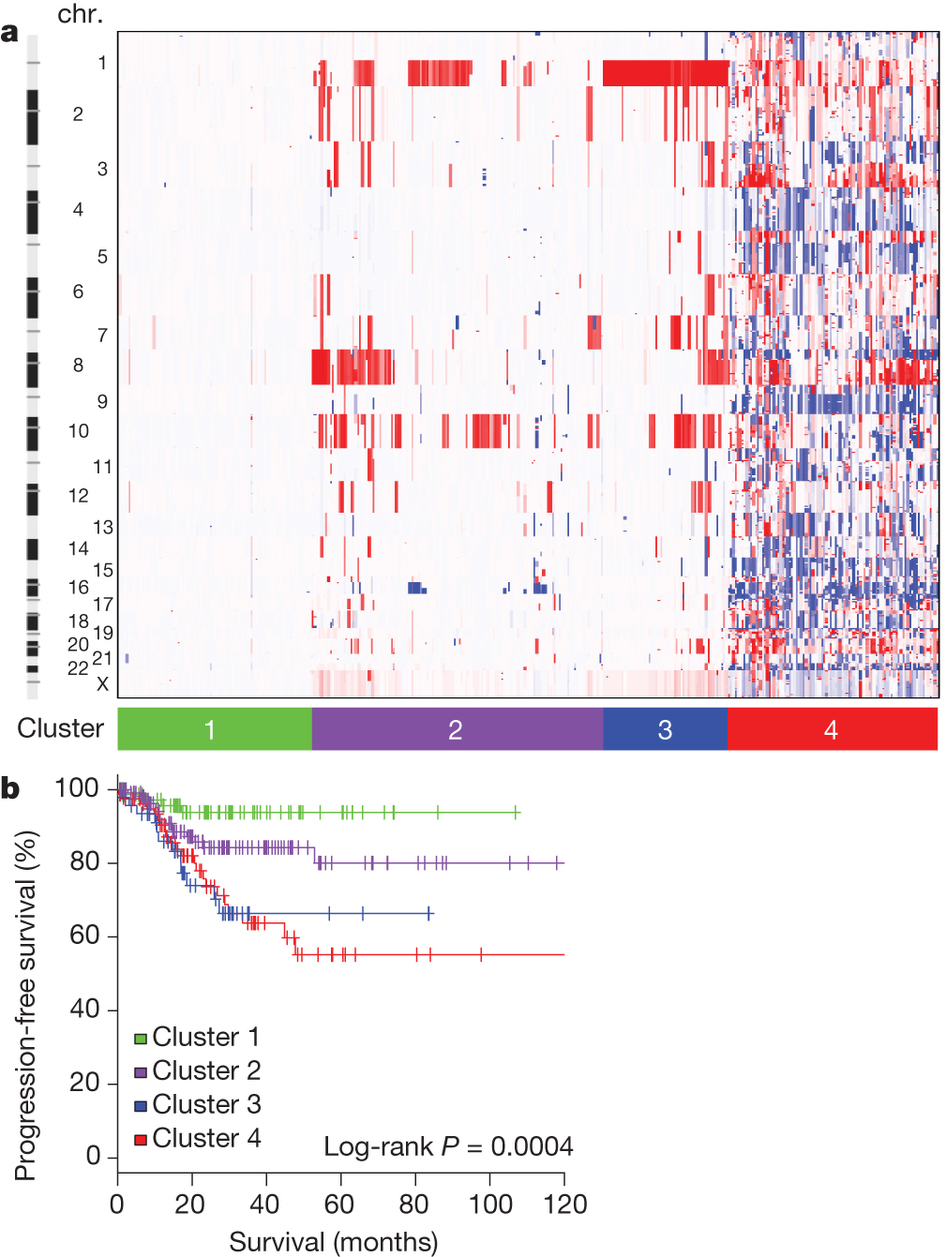 a
chr.
1
2
3
4
5
6
7
8
9
10
11
12
13
14
15
16
17
18
19
20
21
22
X
Cluster
1 2 3 4
b
100
80
60
40
20
0
Progression-free survival (%)
Cluster 1
Cluster 2
Cluster 3
Cluster 4
Log-rank P = 0.0004
0 20 40 60 80 100 120
Survival (months)